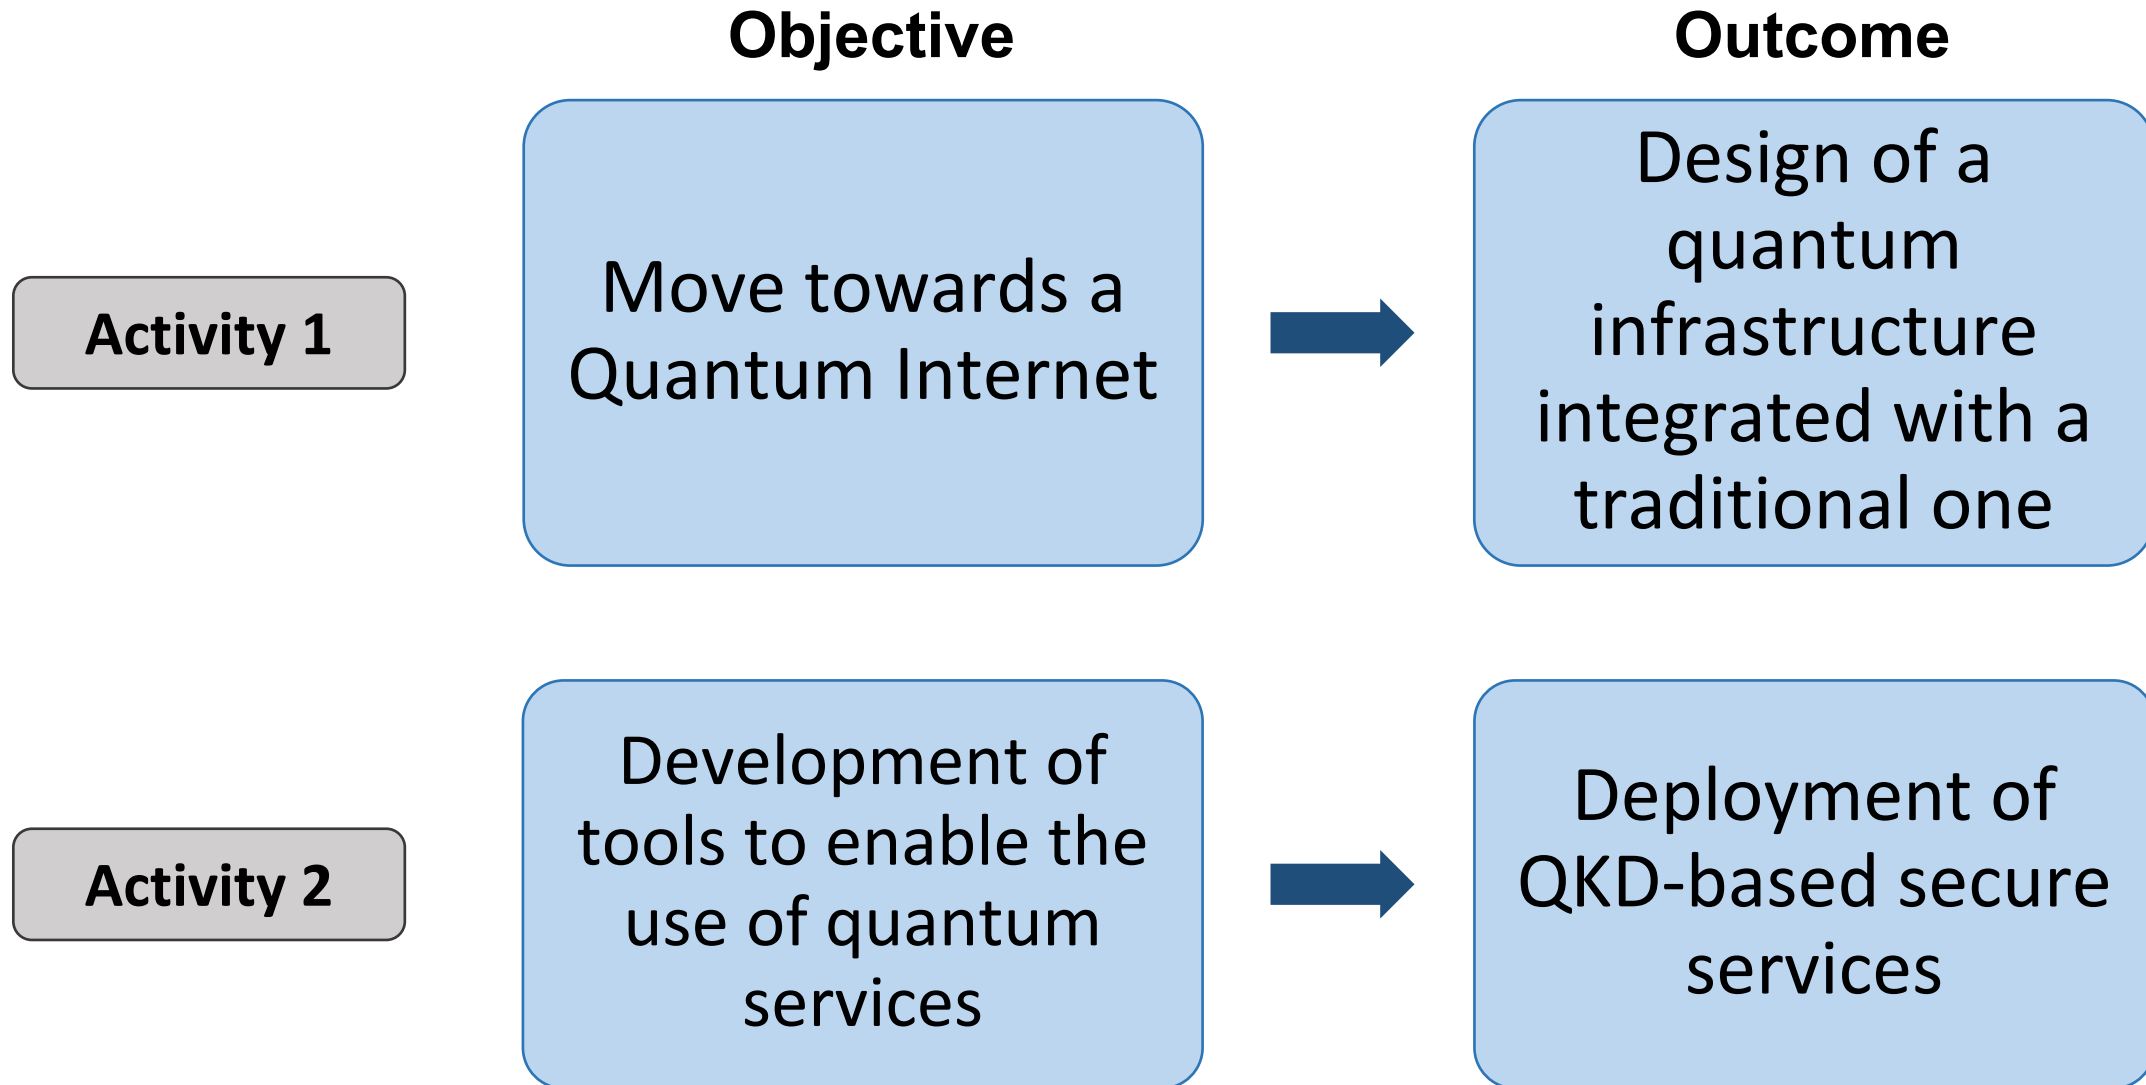 Objective
Outcome
Activity 1
Move towards a
Quantum Internet
Design of a
quantum
infrastructure
integrated with a
traditional one
Activity 2
Development of
tools to enable the
use of quantum
services
Deployment of
QKD-based secure
services